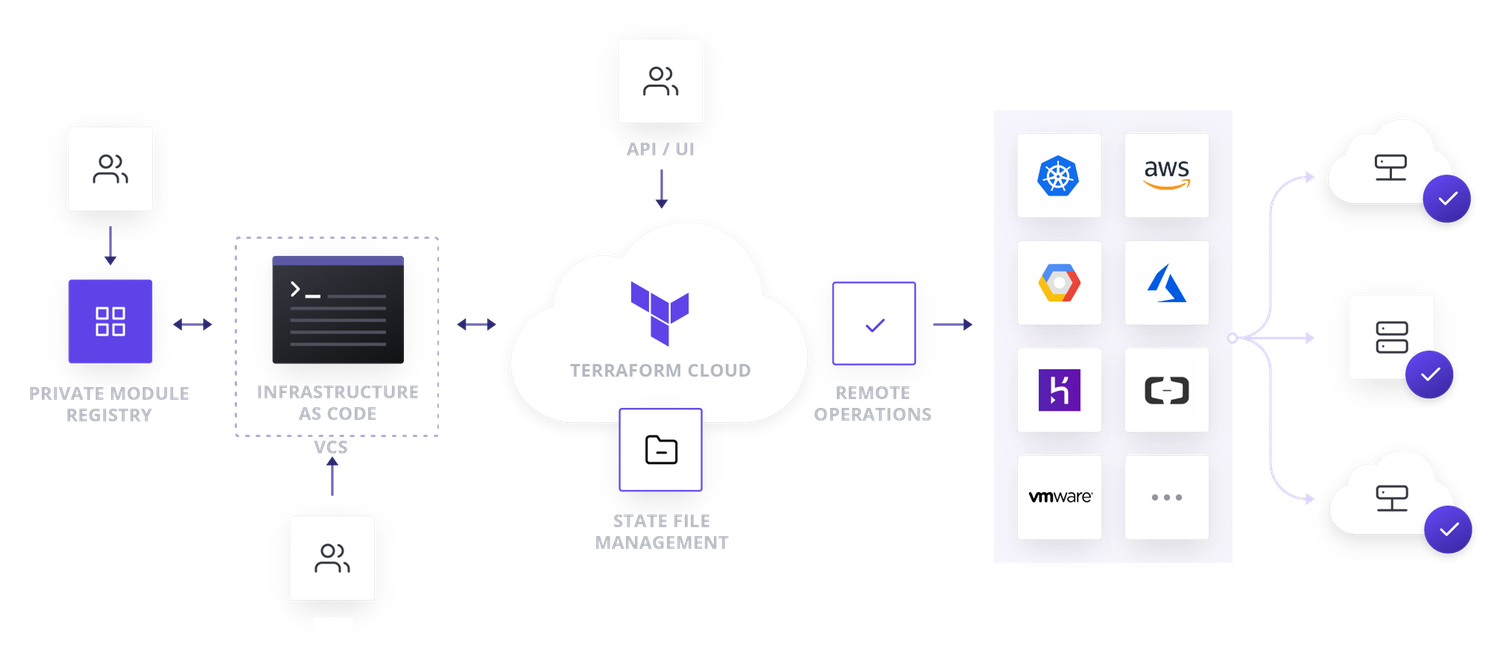 API / UI
PRIVATE MODULE
REGISTRY
INFRASTRUCTURE
AS CODE
VCS
TERRAFORM CLOUD
STATE FILE
MANAGEMENT
REMOTE
OPERATIONS
aws
vmware®